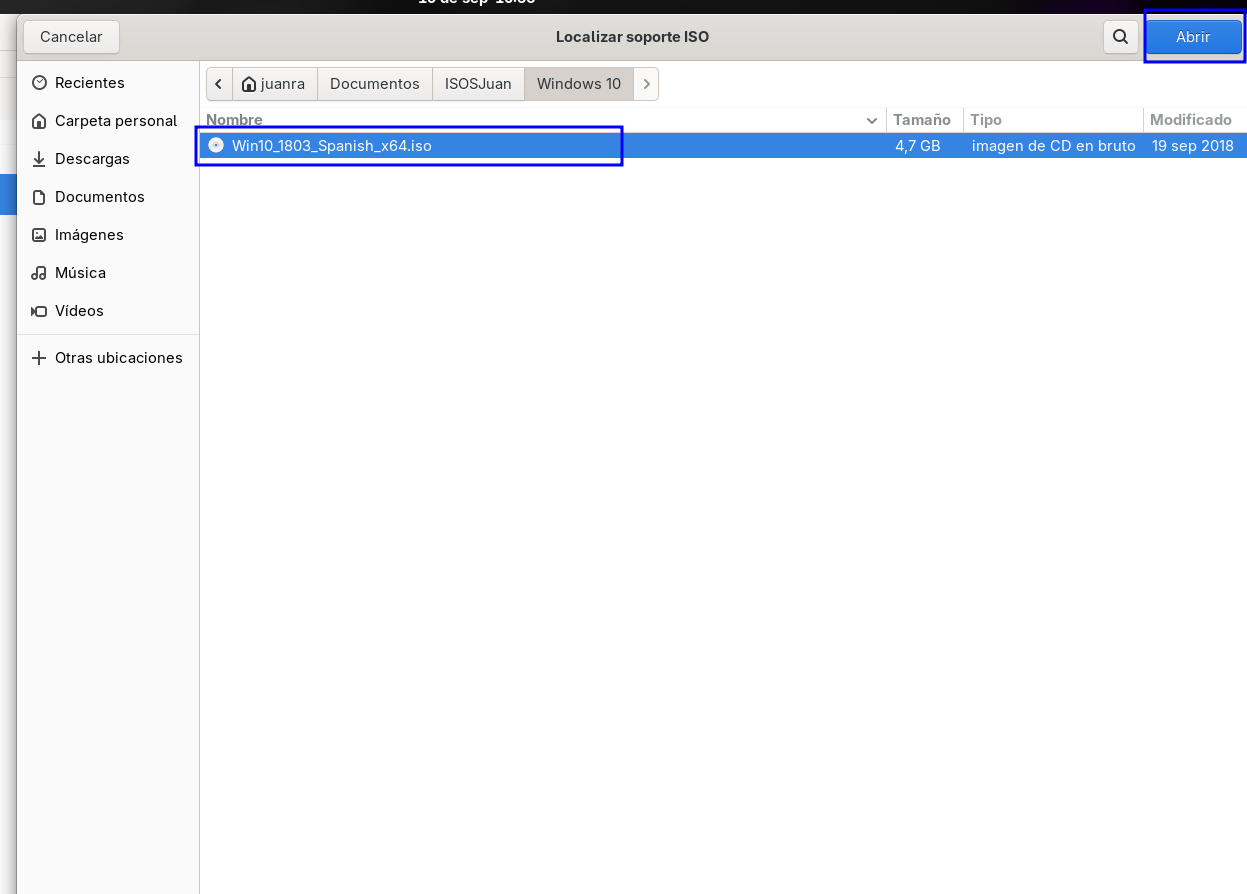 Cancelar
Localizar soporte ISO
Abrir
Recientes
Carpeta personal
Descargas
Documentos
Imágenes
Música
Vídeos
Otras ubicaciones
juanra Documentos ISOSJuan Windows 10
Nombre Tamaño Tipo Modificado
Win10_1803_Spanish_x64.iso 4,7 GB imagen de CD en bruto 19 sep 2018